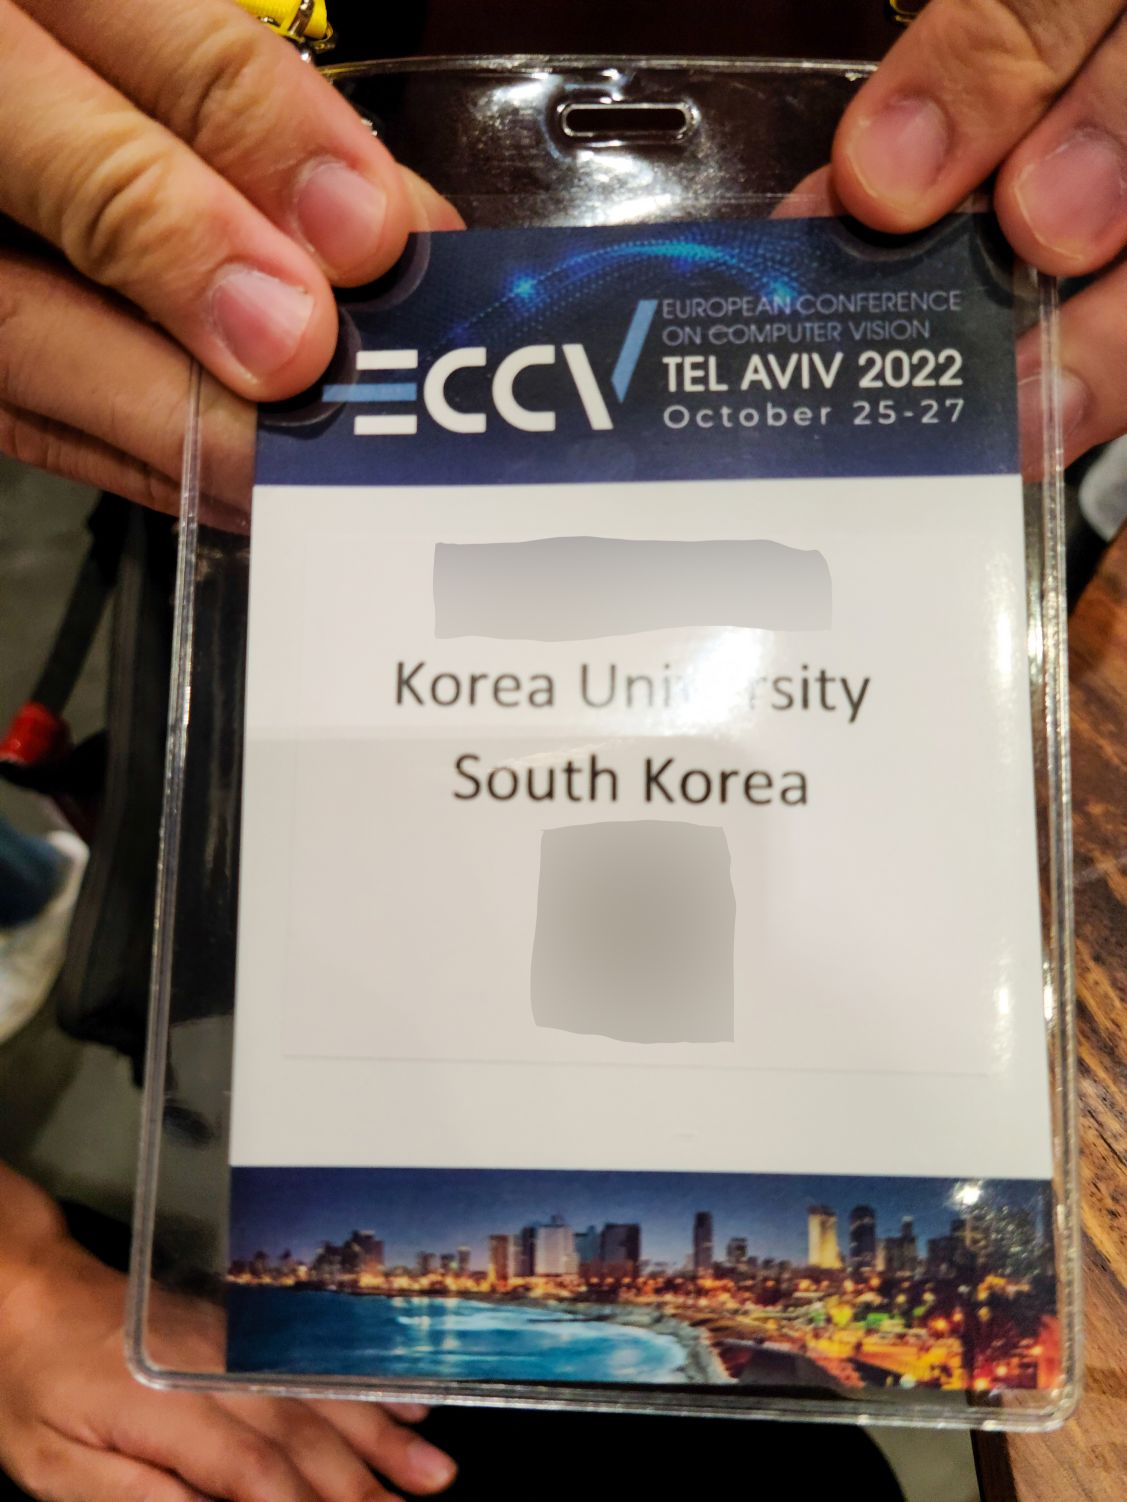 ECCV
EUROPEAN CONFERENCE
ON COMPUTER VISION
TEL AVIV 2022
October 25-27
Korea University
South Korea